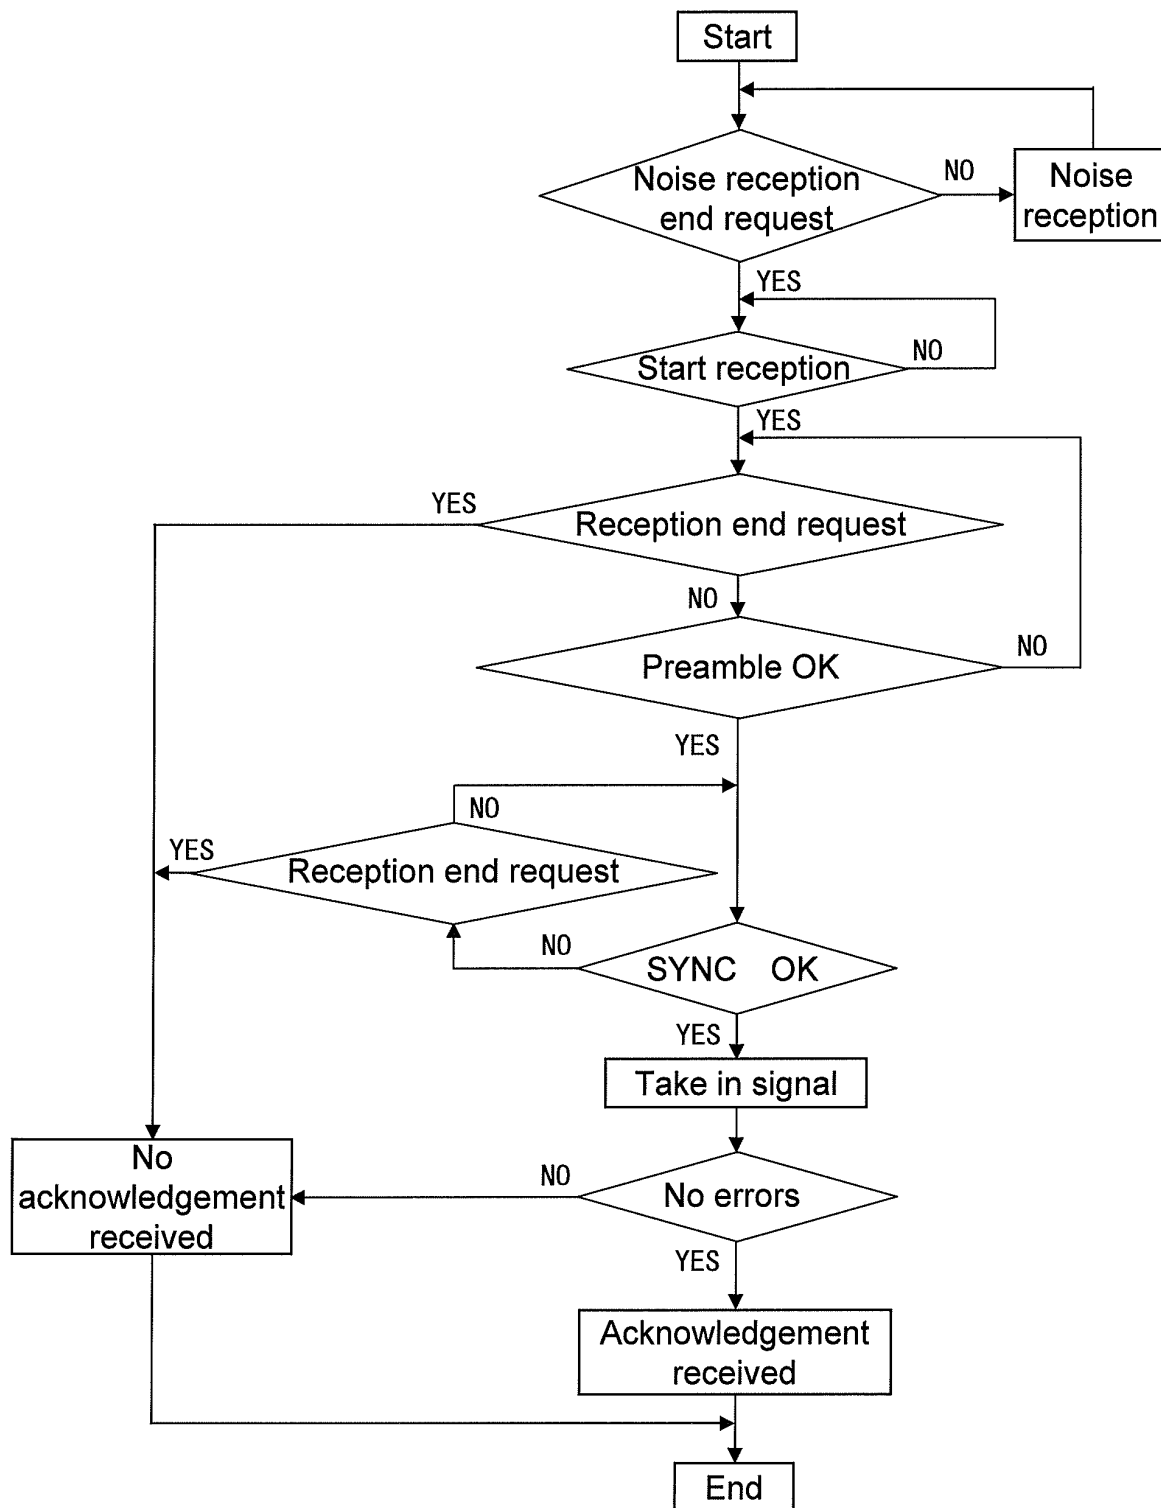 Start
Noise reception
end request
NO
Noise
reception
YES
Start reception
NO
YES
YES
Reception end request
NO
Preamble OK
NO
YES
NO
YES
Reception end request
NO
SYNC OK
YES
Take in signal
No
acknowledgement
received
NO
No errors
YES
Acknowledgement
received
End